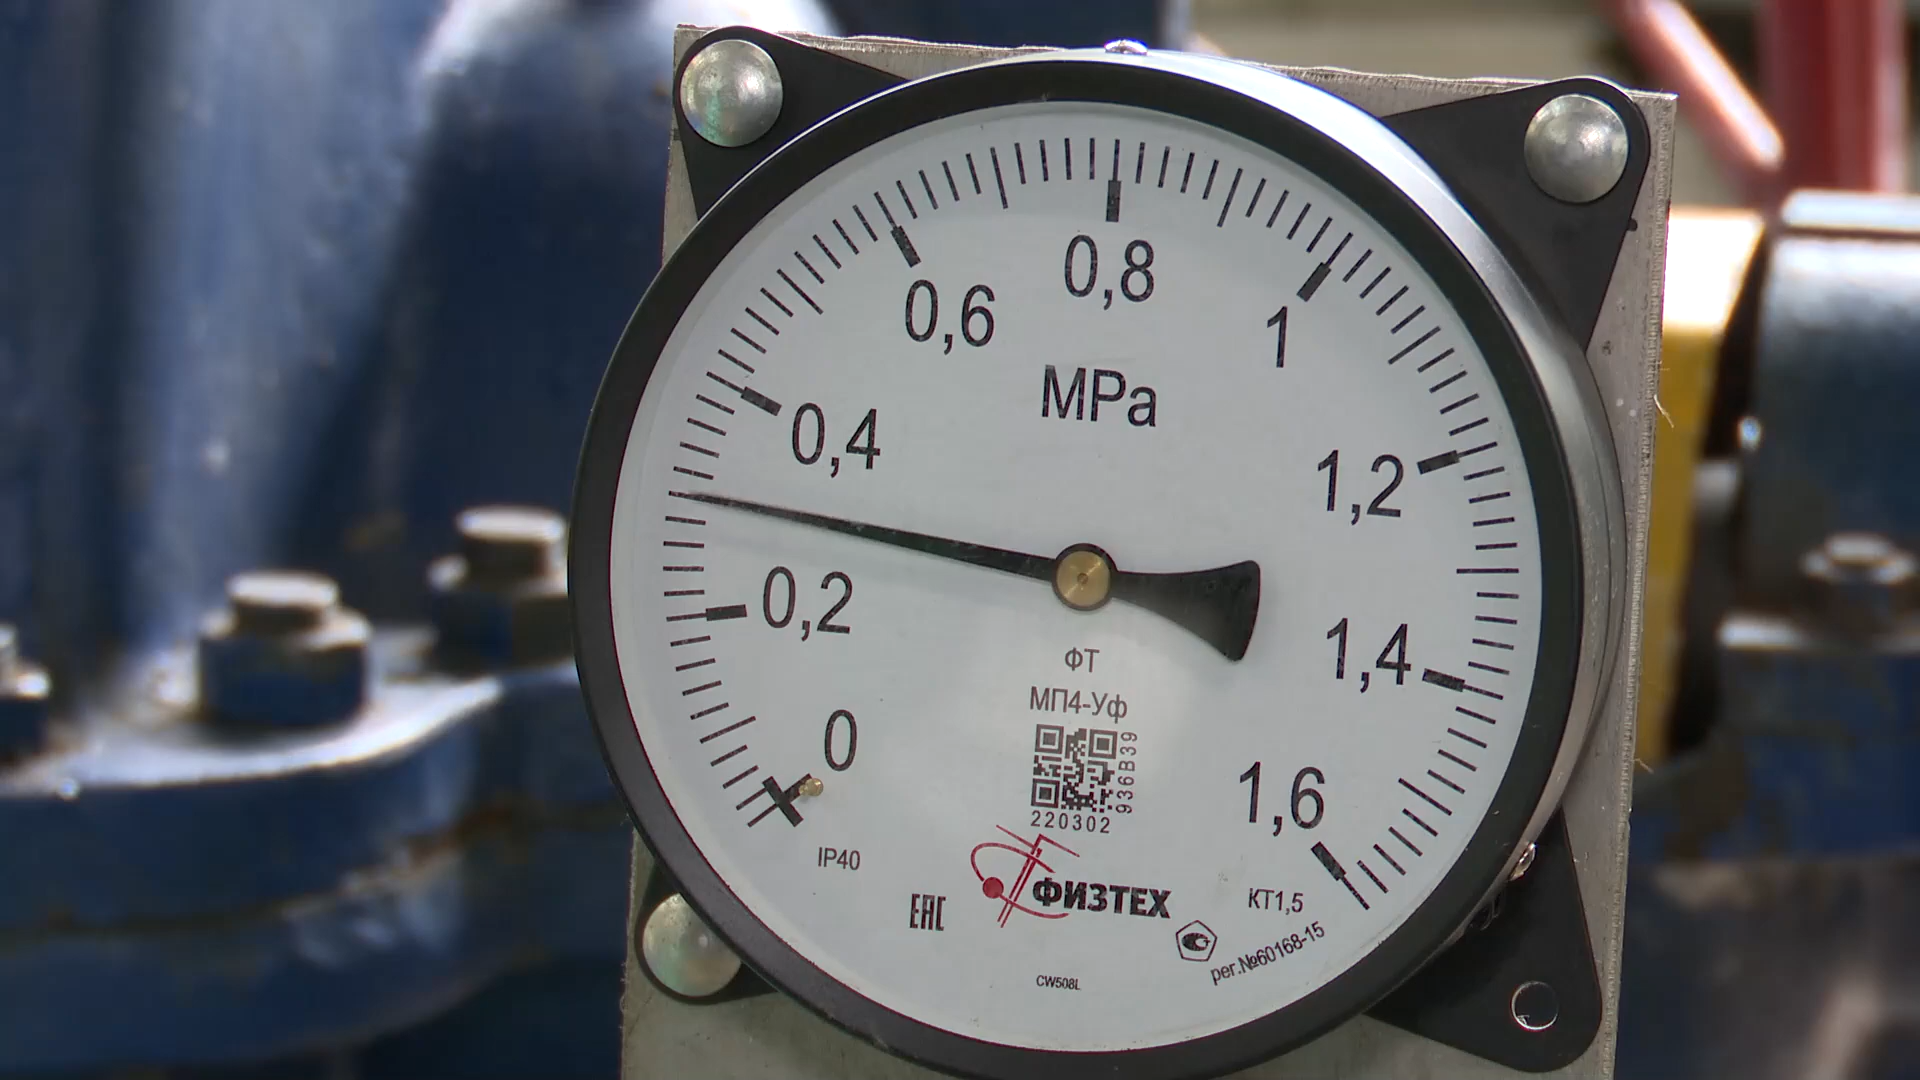 0
0,2
0,4
0,6
0,8
1
1,2
1,4
1,6
MPa
ФТ
МП4-Уф
936B39
220302
IP40
ФИЗТЕХ
КТ1,5
ЕАС
рег.№60168-15
CW508L